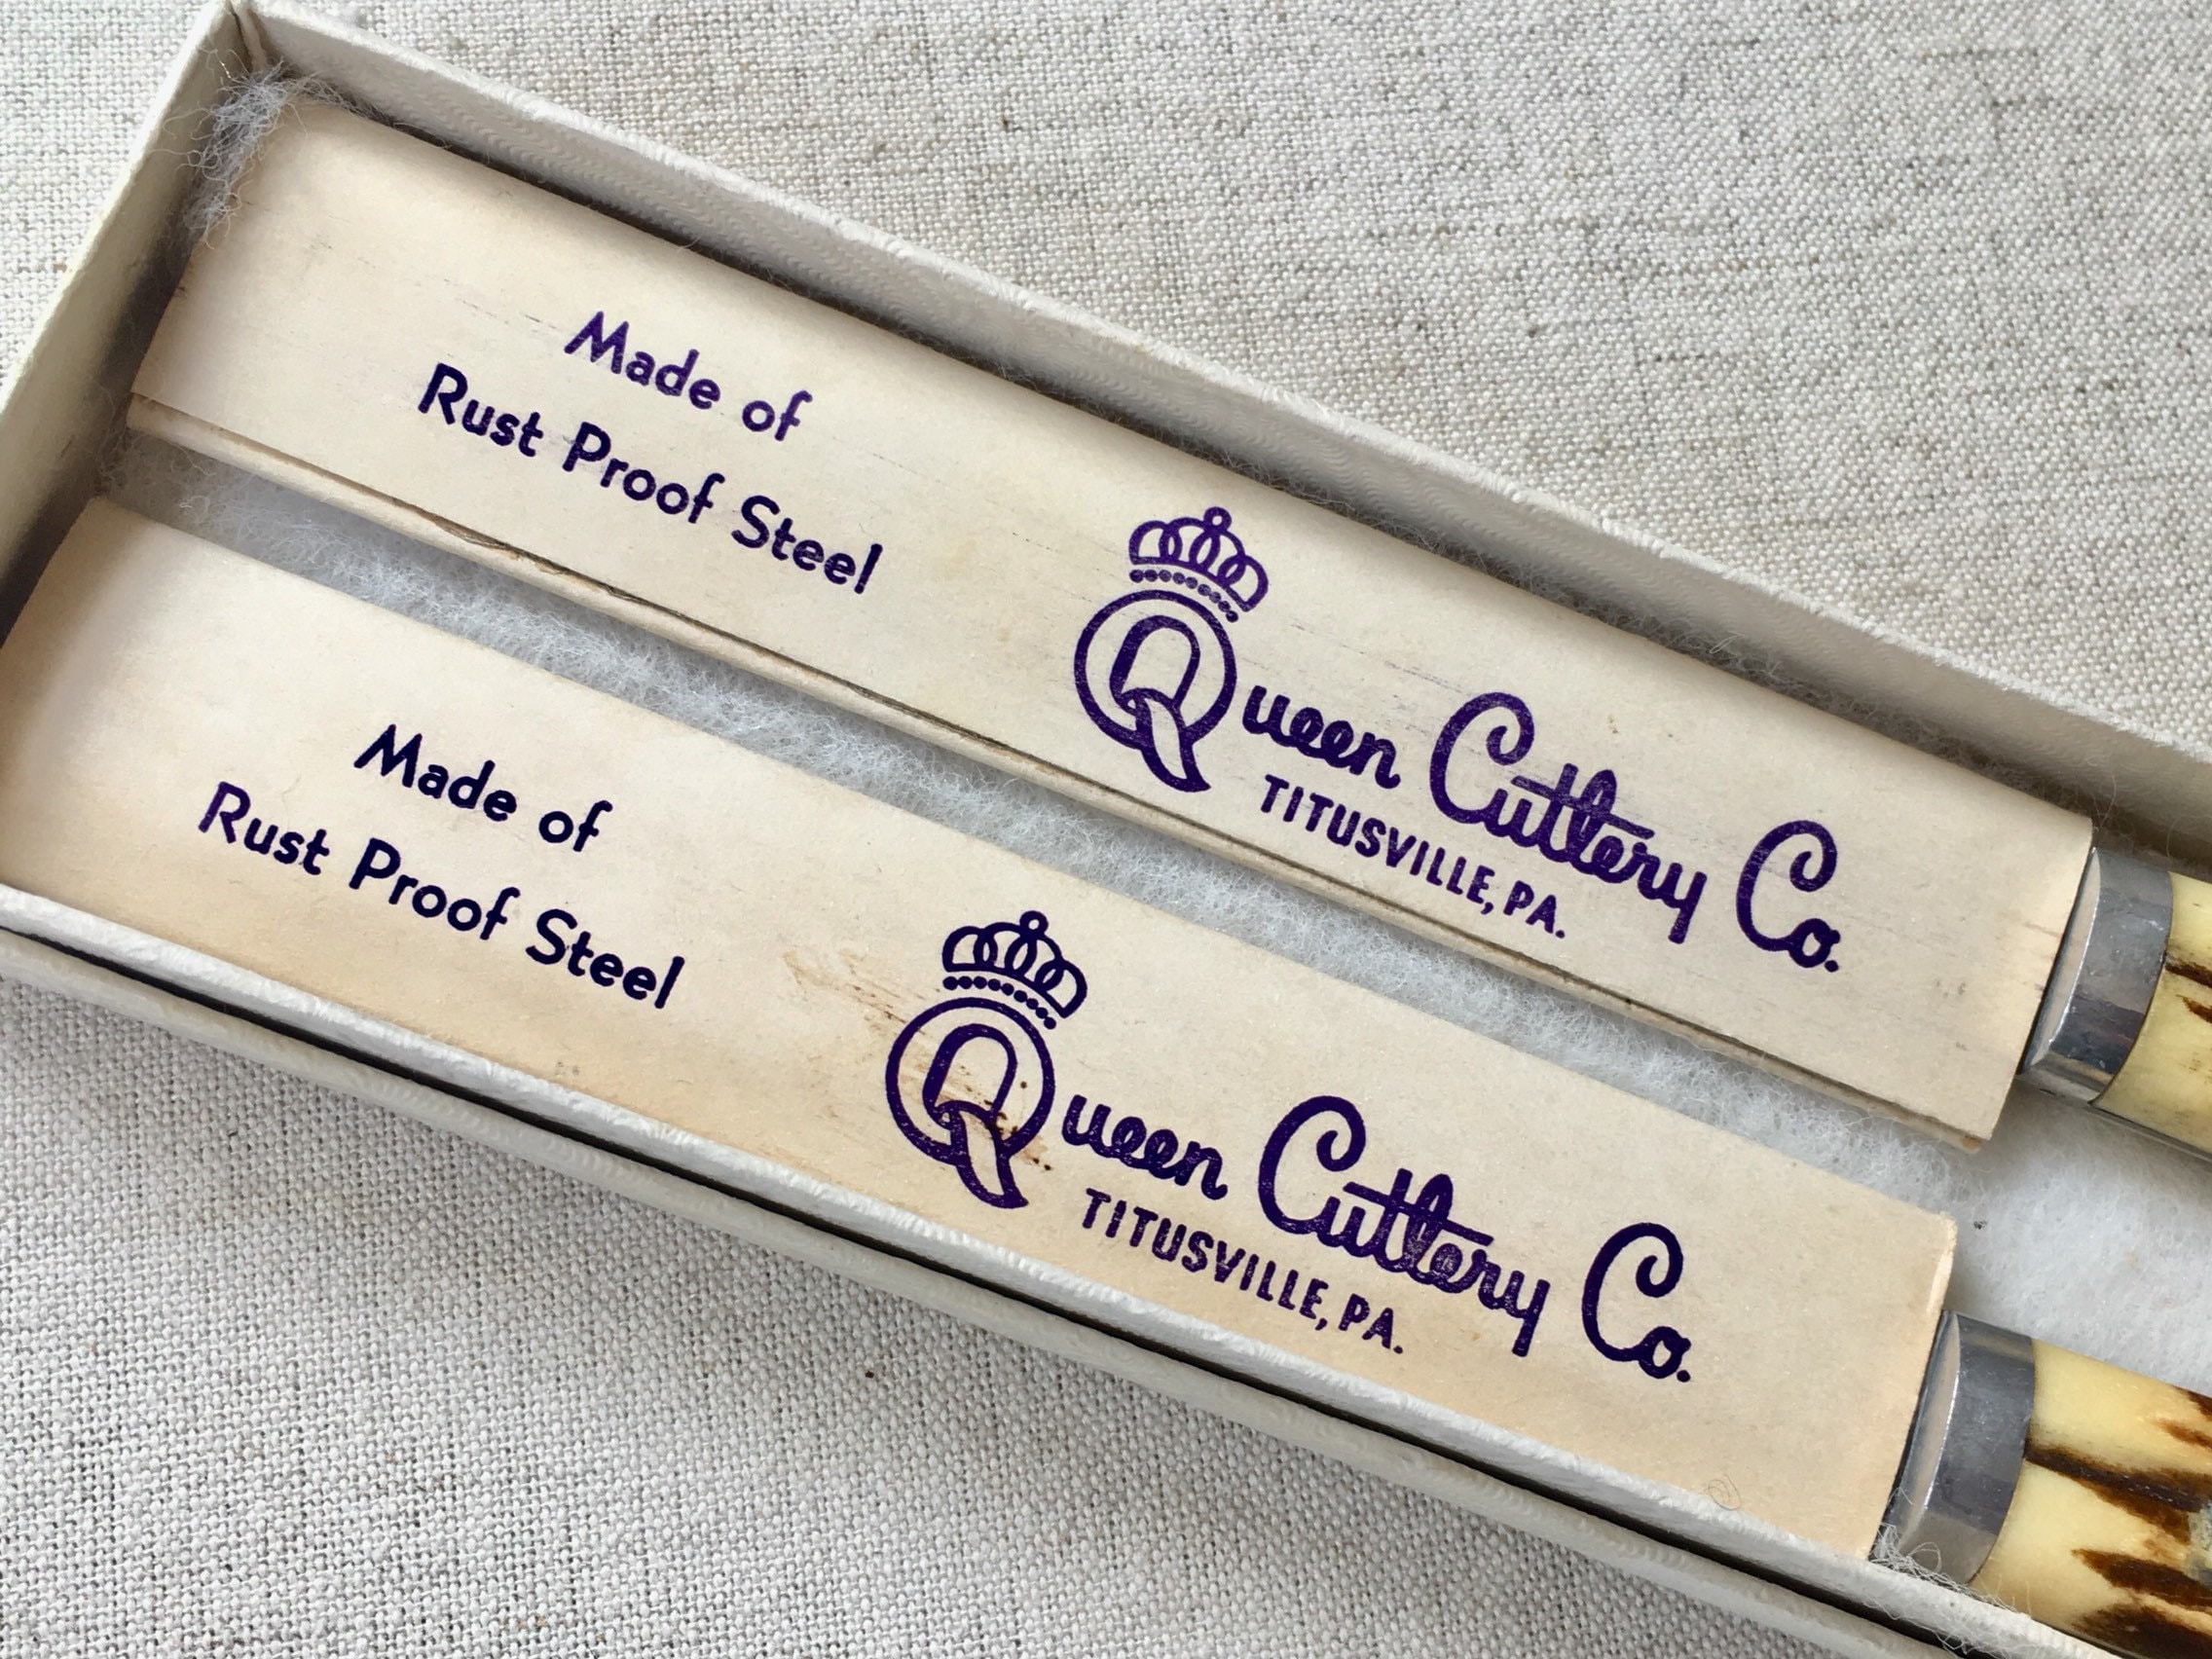 Made of
Rust Proof Steel
Queen Cutlery Co.
TITUSVILLE, PA.
Made of
Rust Proof Steel
Queen Cutlery Co.
TITUSVILLE, PA.